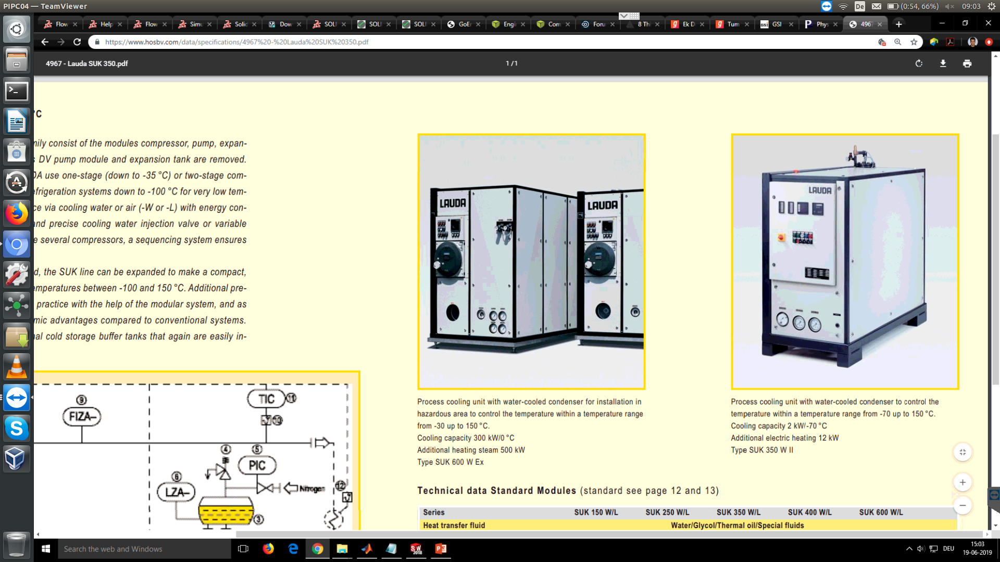 PIPC04 — TeamViewer
De
(0:54, 66%)
09:03
Flow
Help
Flow
Simu
Solid
Dow
SOLI
SOLI
SOLI
GoEn
Engi
Com
Foru
8 Thi
Ek D
Tum
GSI
Phys
4967
https://www.hosbv.com/data/specifications/4967%20-%20Lauda%20SUK%20350.pdf
4967 - Lauda SUK 350.pdf
1 / 1
°C
mily consist of the modules compressor, pump, expan-
DV pump module and expansion tank are removed.
DA use one-stage (down to -35 °C) or two-stage com-
efrigeration systems down to -100 °C for very low tem-
ce via cooling water or air (-W or -L) with energy con-
and precise cooling water injection valve or variable
e several compressors, a sequencing system ensures
d, the SUK line can be expanded to make a compact,
emperatures between -100 and 150 °C. Additional pre-
practice with the help of the modular system, and as
mic advantages compared to conventional systems.
nal cold storage buffer tanks that again are easily in-
LAUDA
LAUDA
LAUDA
9
FIZA–
TIC
11
10
4
5
PIC
6
LZA–
Nitrogen
12
3
Process cooling unit with water-cooled condenser for installation in
hazardous area to control the temperature within a temperature range
from -30 up to 150 °C.
Cooling capacity 300 kW/0 °C
Additional heating steam 500 kW
Type SUK 600 W Ex
Process cooling unit with water-cooled condenser to control the
temperature within a temperature range from -70 up to 150 °C.
Cooling capacity 2 kW/-70 °C
Additional electric heating 12 kW
Type SUK 350 W II
Technical data Standard Modules (standard see page 12 and 13)
Series SUK 150 W/L SUK 250 W/L SUK 350 W/L SUK 400 W/L SUK 600 W/L
Heat transfer fluid Water/Glycol/Thermal oil/Special fluids
Search the web and Windows
SW
2018
DEU
15:03
19-06-2019